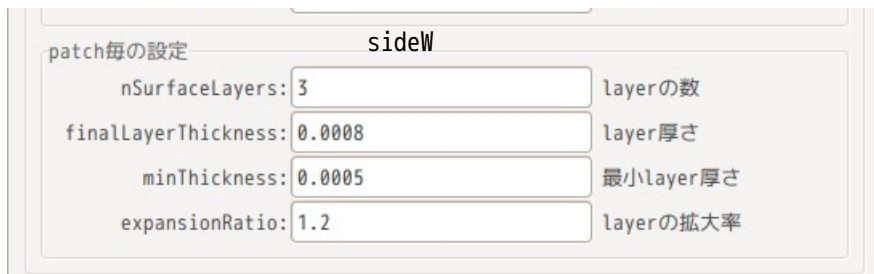 patch毎の設定 sideW
nSurfaceLayers: 3 layerの数
finalLayerThickness: 0.0008 layer厚さ
minThickness: 0.0005 最小layer厚さ
expansionRatio: 1.2 layerの拡大率